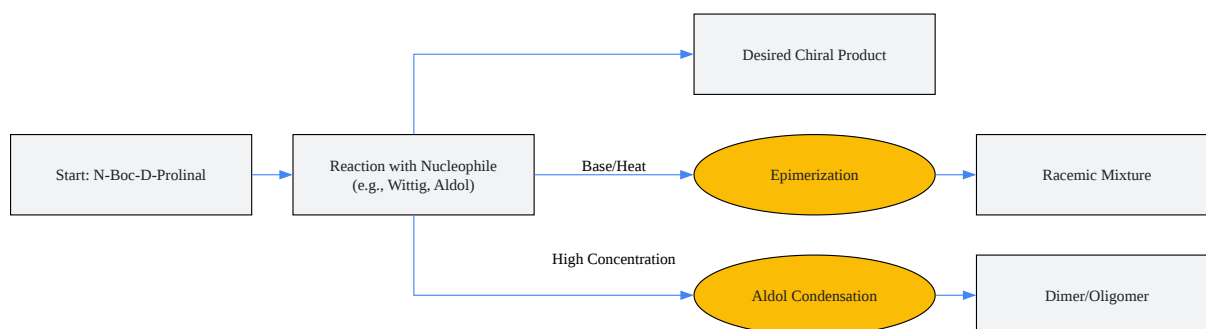 Desired Chiral Product
Start: N-Boc-D-Prolinal
Reaction with Nucleophile
(e.g., Wittig, Aldol)
Base/Heat
Epimerization
Racemic Mixture
High Concentration
Aldol Condensation
Dimer/Oligomer